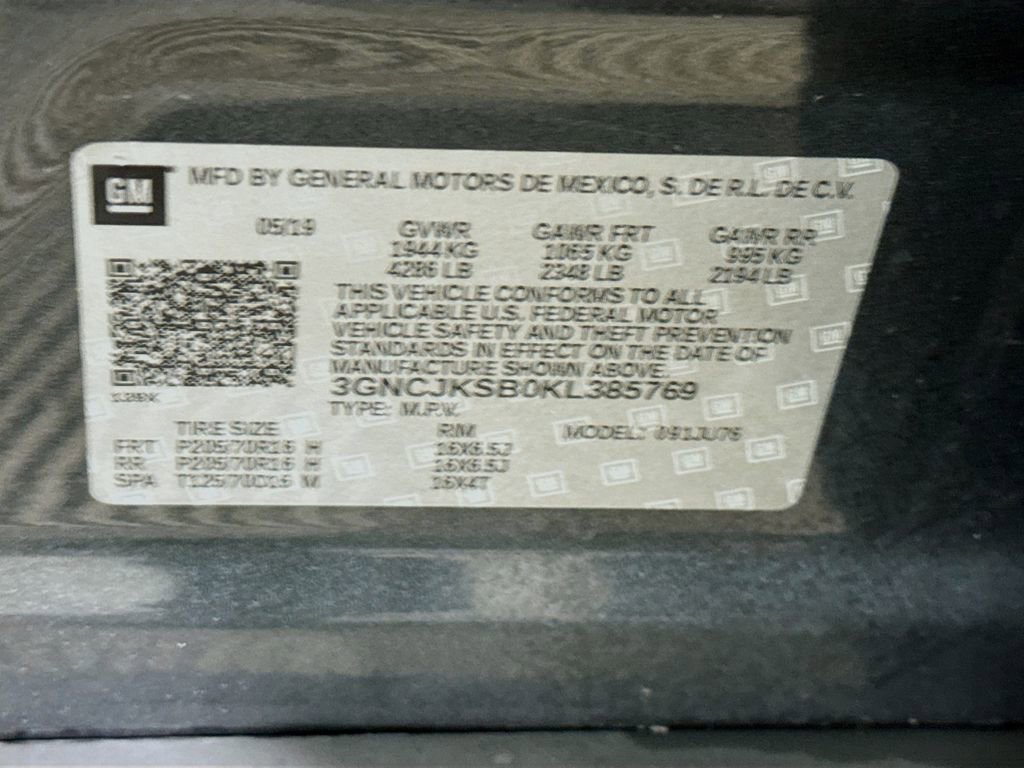 GM
MFD BY GENERAL MOTORS DE MEXICO, S. DE R.L. DE C.V.
05/19 GVWR GAWR FRT GAWR RR
1944 KG 1065 KG 995 KG
4286 LB 2348 LB 2194 LB
THIS VEHICLE CONFORMS TO ALL
APPLICABLE U.S. FEDERAL MOTOR
VEHICLE SAFETY AND THEFT PREVENTION
STANDARDS IN EFFECT ON THE DATE OF
MANUFACTURE SHOWN ABOVE.
3GNCJKSB0KL385769
TYPE: M.P.V.
TIRE SIZE RIM MODEL: 091JU76
FRT P205/70R16 H 16X6.5J
RR P205/70R16 H 16X6.5J
SPA T125/70D16 M 16X4T